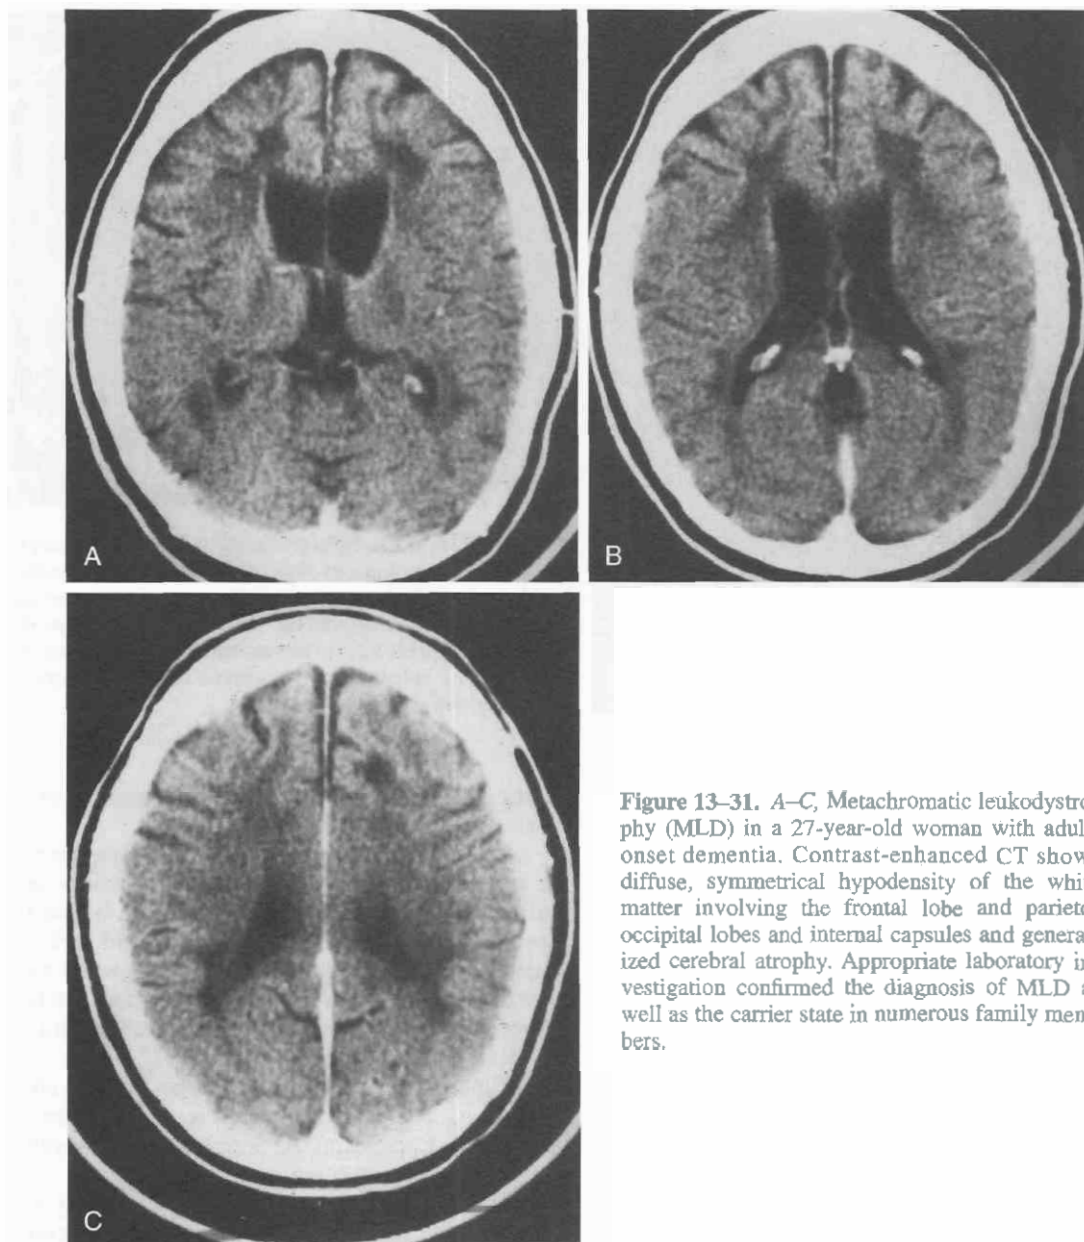 A
B
C
Figure 13–31. A–C, Metachromatic leukodystro
phy (MLD) in a 27-year-old woman with adul
onset dementia. Contrast-enhanced CT show
diffuse, symmetrical hypodensity of the whi
matter involving the frontal lobe and pariet
occipital lobes and internal capsules and genera
ized cerebral atrophy. Appropriate laboratory in
vestigation confirmed the diagnosis of MLD a
well as the carrier state in numerous family mem
bers.